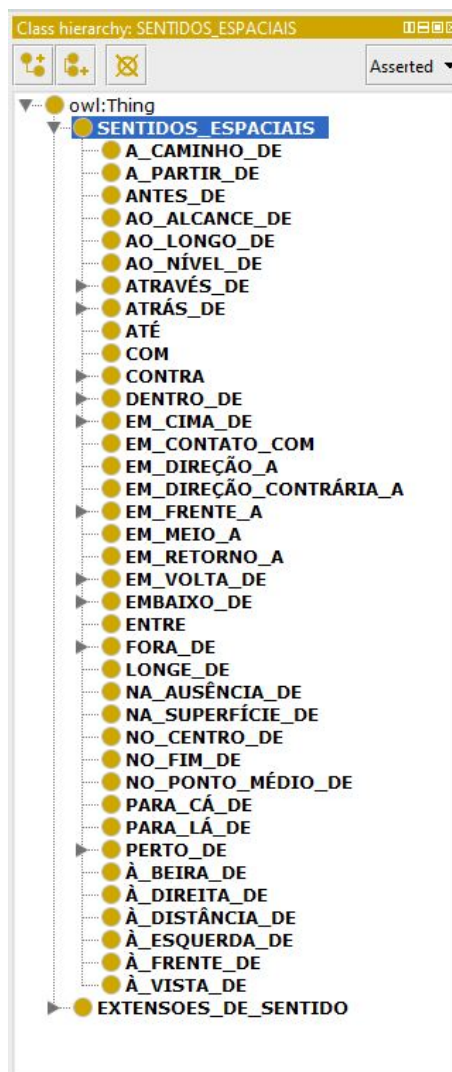 Class hierarchy: SENTIDOS_ESPACIAIS
Asserted
owl:Thing
SENTIDOS_ESPACIAIS
A_CAMINHO_DE
A_PARTIR_DE
ANTES_DE
AO_ALCANCE_DE
AO_LONGO_DE
AO_NÍVEL_DE
ATRAVÉS_DE
ATRÁS_DE
ATÉ
COM
CONTRA
DENTRO_DE
EM_CIMA_DE
EM_CONTATO_COM
EM_DIREÇÃO_A
EM_DIREÇÃO_CONTRÁRIA_A
EM_FRENTE_A
EM_MEIO_A
EM_RETORNO_A
EM_VOLTA_DE
EMBAIXO_DE
ENTRE
FORA_DE
LONGE_DE
NA_AUSÊNCIA_DE
NA_SUPERFÍCIE_DE
NO_CENTRO_DE
NO_FIM_DE
NO_PONTO_MÉDIO_DE
PARA_CÁ_DE
PARA_LÁ_DE
PERTO_DE
À_BEIRA_DE
À_DIREITA_DE
À_DISTÂNCIA_DE
À_ESQUERDA_DE
À_FRENTE_DE
À_VISTA_DE
EXTENSOES_DE_SENTIDO